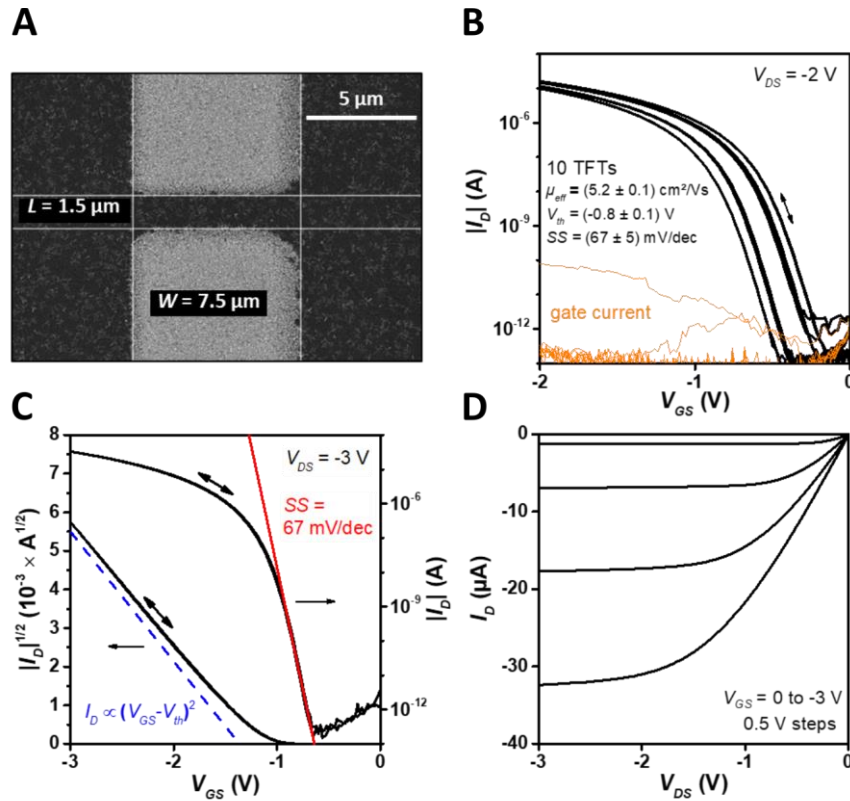 A
5 µm
L = 1.5 µm
W = 7.5 µm
B
V_DS = -2 V
10 TFTs
µ_eff = (5.2 ± 0.1) cm²/Vs
V_th = (-0.8 ± 0.1) V
SS = (67 ± 5) mV/dec
gate current
|I_D| (A)
10⁻⁶
10⁻⁹
10⁻¹²
-2
-1
0
V_GS (V)
C
V_DS = -3 V
SS =
67 mV/dec
I_D ∝ (V_GS-V_th)²
|I_D|^1/2 (10⁻³ × A^1/2)
8
7
6
5
4
3
2
1
0
|I_D| (A)
10⁻⁶
10⁻⁹
10⁻¹²
-3
-2
-1
0
V_GS (V)
D
I_D (µA)
0
-10
-20
-30
-40
V_GS = 0 to -3 V
0.5 V steps
-3
-2
-1
0
V_DS (V)